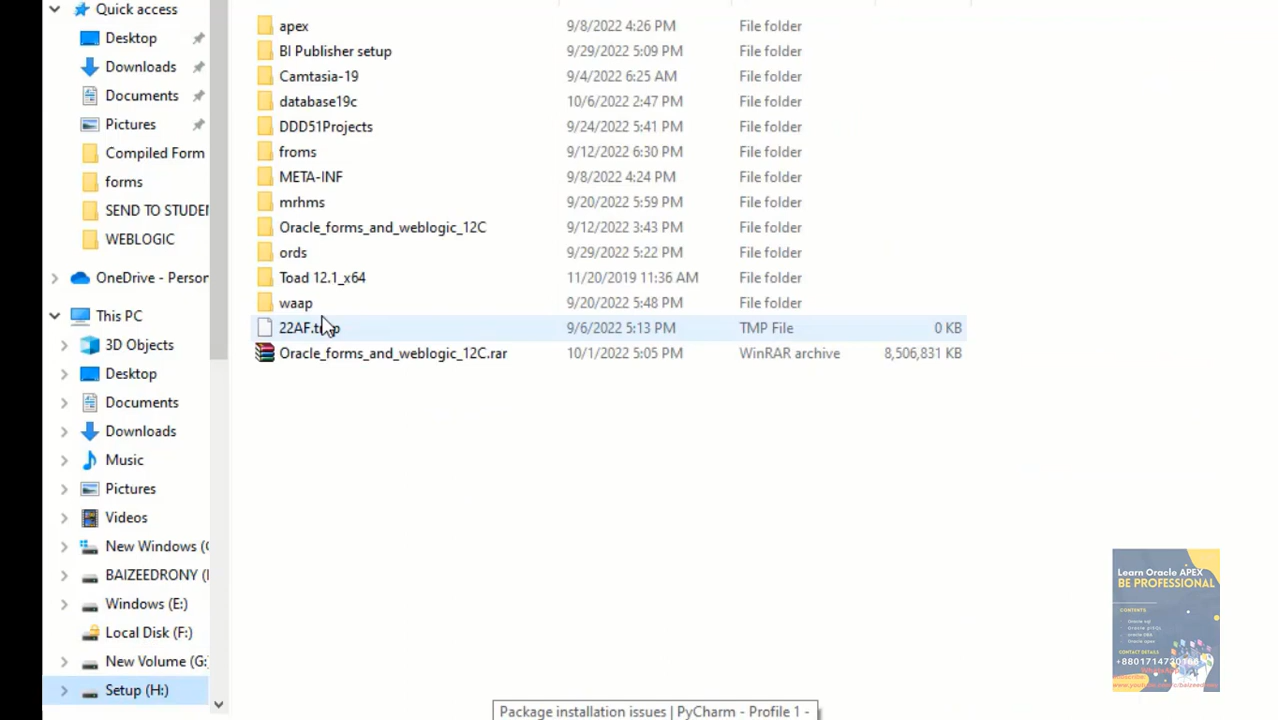 Quick access
Desktop
Downloads
Documents
Pictures
Compiled Form
forms
SEND TO STUDE
WEBLOGIC
OneDrive - Person
This PC
3D Objects
Desktop
Documents
Downloads
Music
Pictures
Videos
New Windows (
BAIZEEDRONY (
Windows (E:)
Local Disk (F:)
New Volume (G:
Setup (H:)
apex 9/8/2022 4:26 PM File folder
BI Publisher setup 9/29/2022 5:09 PM File folder
Camtasia-19 9/4/2022 6:25 AM File folder
database19c 10/6/2022 2:47 PM File folder
DDD51Projects 9/24/2022 5:41 PM File folder
froms 9/12/2022 6:30 PM File folder
META-INF 9/8/2022 4:24 PM File folder
mrhms 9/20/2022 5:59 PM File folder
Oracle_forms_and_weblogic_12C 9/12/2022 3:43 PM File folder
ords 9/29/2022 5:22 PM File folder
Toad 12.1_x64 11/20/2019 11:36 AM File folder
waap 9/20/2022 5:48 PM File folder
22AF.tmp 9/6/2022 5:13 PM TMP File 0 KB
Oracle_forms_and_weblogic_12C.rar 10/1/2022 5:05 PM WinRAR archive 8,506,831 KB
Learn Oracle APEX
BE PROFESSIONAL
CONTENTS
Oracle sql
CONTACT DETAILS
Package installation issues | PyCharm - Profile 1 -